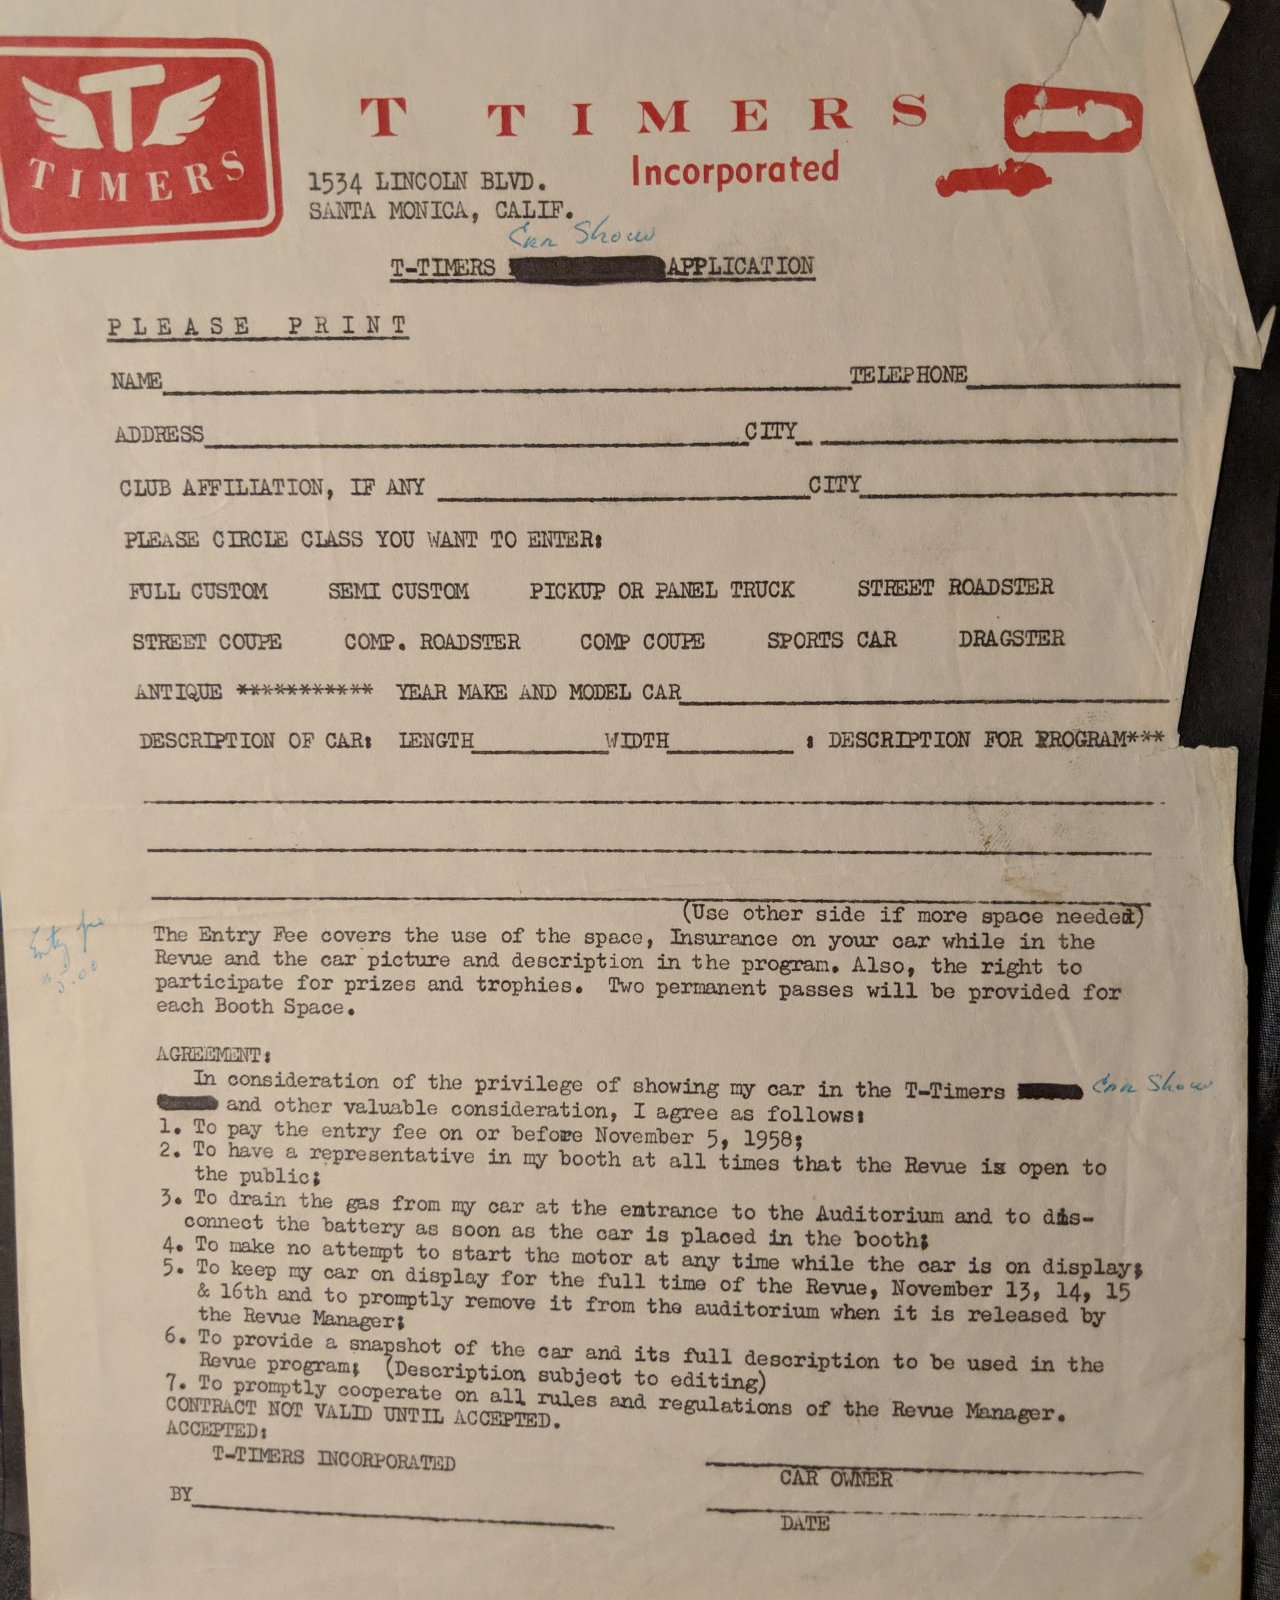 T
TIMERS
T TIMERS
Incorporated
1534 LINCOLN BLVD.
SANTA MONICA, CALIF.
Car Show
T-TIMERS APPLICATION
PLEASE PRINT
NAME TELEPHONE
ADDRESS CITY
CLUB AFFILIATION, IF ANY CITY
PLEASE CIRCLE CLASS YOU WANT TO ENTER:
FULL CUSTOM SEMI CUSTOM PICKUP OR PANEL TRUCK STREET ROADSTER
STREET COUPE COMP. ROADSTER COMP COUPE SPORTS CAR DRAGSTER
ANTIQUE *********** YEAR MAKE AND MODEL CAR
DESCRIPTION OF CAR: LENGTH WIDTH : DESCRIPTION FOR PROGRAM***
(Use other side if more space needed)
Entry fee
The Entry Fee covers the use of the space, Insurance on your car while in the
Revue and the car picture and description in the program. Also, the right to
participate for prizes and trophies. Two permanent passes will be provided for
each Booth Space.
AGREEMENT:
In consideration of the privilege of showing my car in the T-Timers Car Show
and other valuable consideration, I agree as follows:
1. To pay the entry fee on or before November 5, 1958;
2. To have a representative in my booth at all times that the Revue is open to
the public;
3. To drain the gas from my car at the entrance to the Auditorium and to dis-
connect the battery as soon as the car is placed in the booth;
4. To make no attempt to start the motor at any time while the car is on display;
5. To keep my car on display for the full time of the Revue, November 13, 14, 15
& 16th and to promptly remove it from the auditorium when it is released by
the Revue Manager;
6. To provide a snapshot of the car and its full description to be used in the
Revue program; (Description subject to editing)
7. To promptly cooperate on all rules and regulations of the Revue Manager.
CONTRACT NOT VALID UNTIL ACCEPTED.
ACCEPTED:
T-TIMERS INCORPORATED
CAR OWNER
BY
DATE